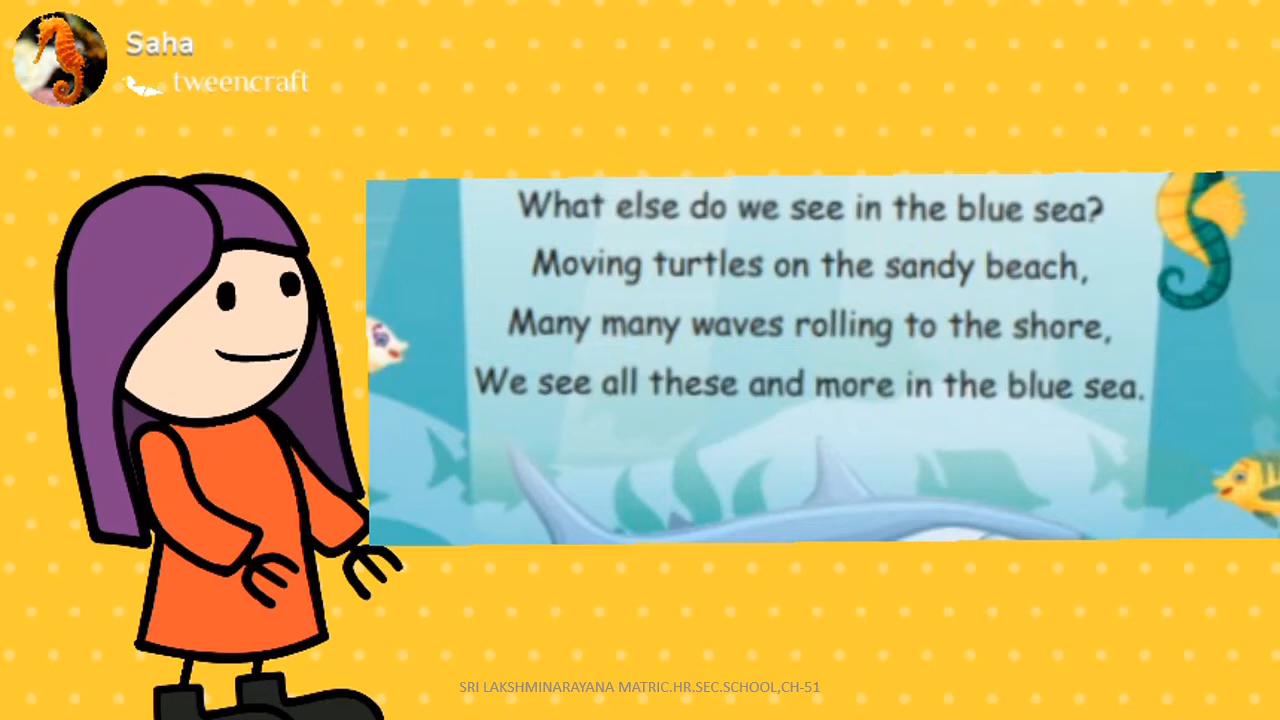 Saha
tweencraft
What else do we see in the blue sea?
Moving turtles on the sandy beach,
Many many waves rolling to the shore,
We see all these and more in the blue sea.
SRI LAKSHMINARAYANA MATRIC.HR.SEC.SCHOOL,CH-51